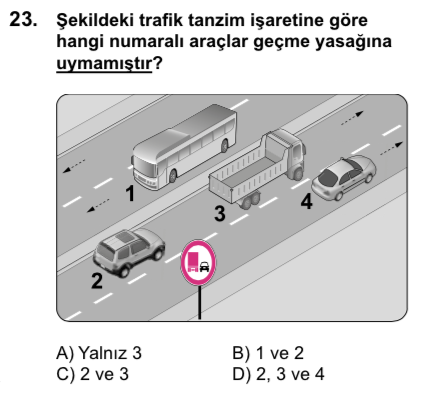 23. Şekildeki trafik tanzim işaretine göre
hangi numaralı araçlar geçme yasağına
uymamıştır?
1
3
4
2
A) Yalnız 3
B) 1 ve 2
C) 2 ve 3
D) 2, 3 ve 4